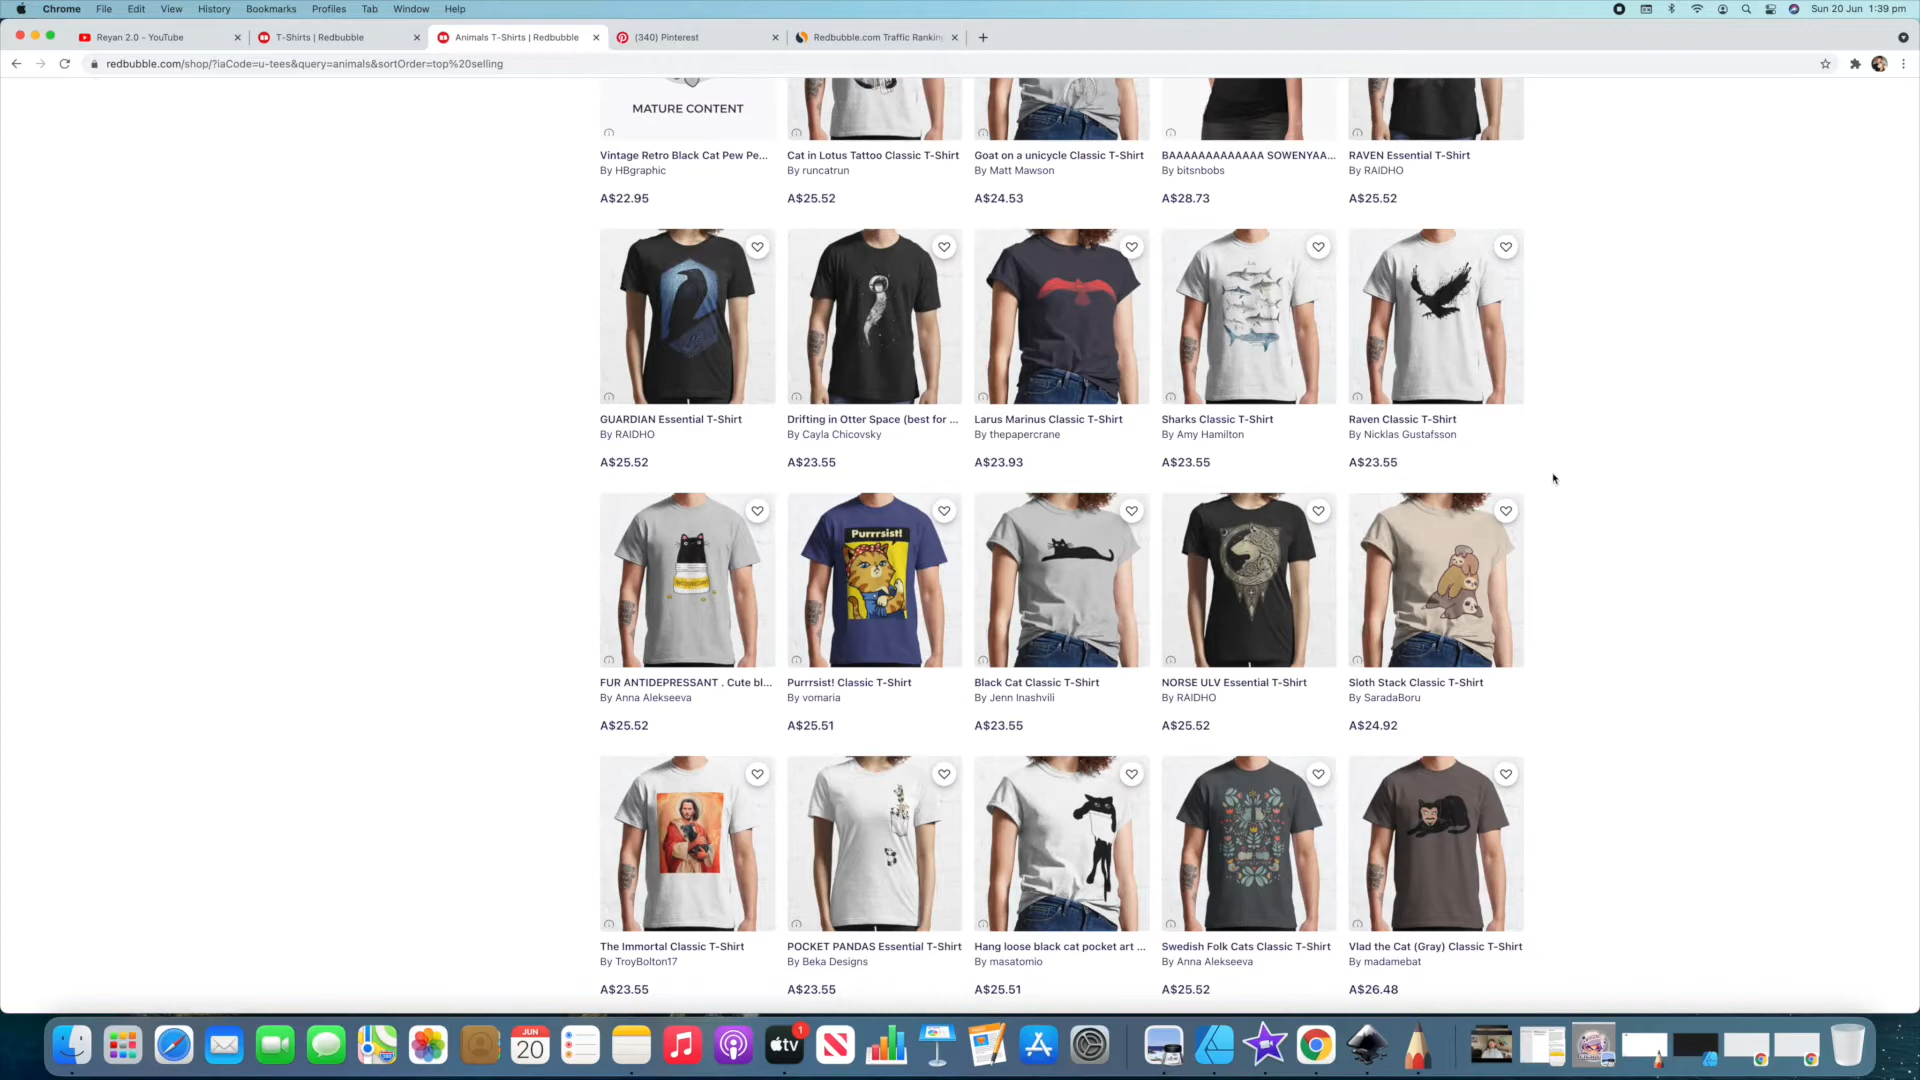 Chrome File Edit View History Bookmarks Profiles Tab Window Help Sun 20 Jun 1:39 pm
Reyan 2.0 - YouTube T-Shirts | Redbubble Animals T-Shirts | Redbubble (340) Pinterest Redbubble.com Traffic Ranking
redbubble.com/shop/?iaCode=u-tees&query=animals&sortOrder=top%20selling
MATURE CONTENT
Vintage Retro Black Cat Pew Pe... Cat in Lotus Tattoo Classic T-Shirt Goat on a unicycle Classic T-Shirt BAAAAAAAAAAAAA SOWENYAA... RAVEN Essential T-Shirt
By HBgraphic By runcatrun By Matt Mawson By bitsnbobs By RAIDHO
A$22.95 A$25.52 A$24.53 A$28.73 A$25.52
GUARDIAN Essential T-Shirt Drifting in Otter Space (best for ... Larus Marinus Classic T-Shirt Sharks Classic T-Shirt Raven Classic T-Shirt
By RAIDHO By Cayla Chicovsky By thepapercrane By Amy Hamilton By Nicklas Gustafsson
A$25.52 A$23.55 A$23.93 A$23.55 A$23.55
Purrrsist!
FUR ANTIDEPRESSANT . Cute bl... Purrrsist! Classic T-Shirt Black Cat Classic T-Shirt NORSE ULV Essential T-Shirt Sloth Stack Classic T-Shirt
By Anna Alekseeva By vomaria By Jenn Inashvili By RAIDHO By SaradaBoru
A$25.52 A$25.51 A$23.55 A$25.52 A$24.92
The Immortal Classic T-Shirt POCKET PANDAS Essential T-Shirt Hang loose black cat pocket art ... Swedish Folk Cats Classic T-Shirt Vlad the Cat (Gray) Classic T-Shirt
By TroyBolton17 By Beka Designs By masatomio By Anna Alekseeva By madamebat
A$23.55 A$23.55 A$25.51 A$25.52 A$26.48
JUN
20
tv
1